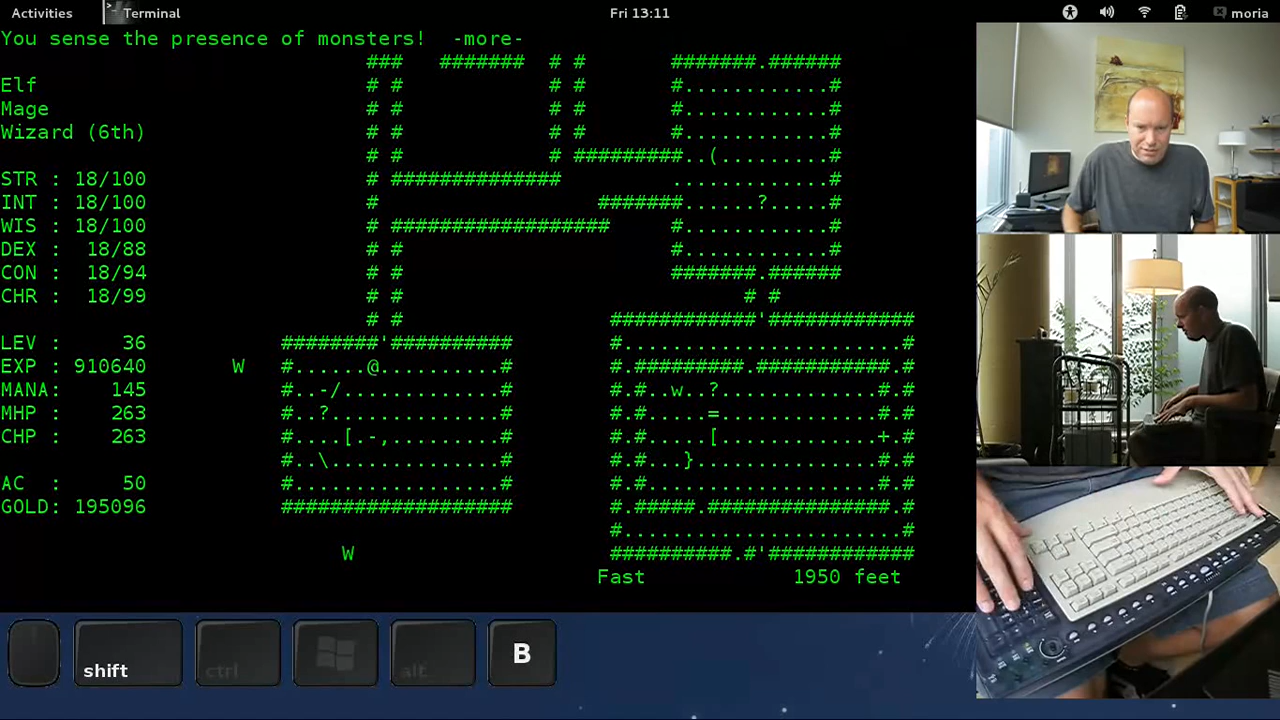 Activities Terminal Fri 13:11 moria
You sense the presence of monsters! -more-
### ####### # # #######.######
Elf # # # # #............#
Mage # # # # #............#
Wizard (6th) # # # # #............#
# # # #########..(.........#
STR : 18/100 # ############## ............#
INT : 18/100 # #######......?.....#
WIS : 18/100 # ################## #............#
DEX : 18/88 # # #............#
CON : 18/94 # # #######.######
CHR : 18/99 # # # #
# # ############'############
LEV : 36 ########'########## #.......................#
EXP : 910640 W #......@..........# #.#########.###########.#
MANA: 145 #..-/.............# #.#..w..?.............#.#
MHP : 263 #..?..............# #.#.....=.............#.#
CHP : 263 #....[.-,.........# #.#.....[.............+.#
#..\..............# #.#...}...............#.#
AC : 50 #.................# #.#...................#.#
GOLD: 195096 ################### #.#####.###############.#
#.......................#
W ##########.#'############
Fast 1950 feet
shift ctrl alt B